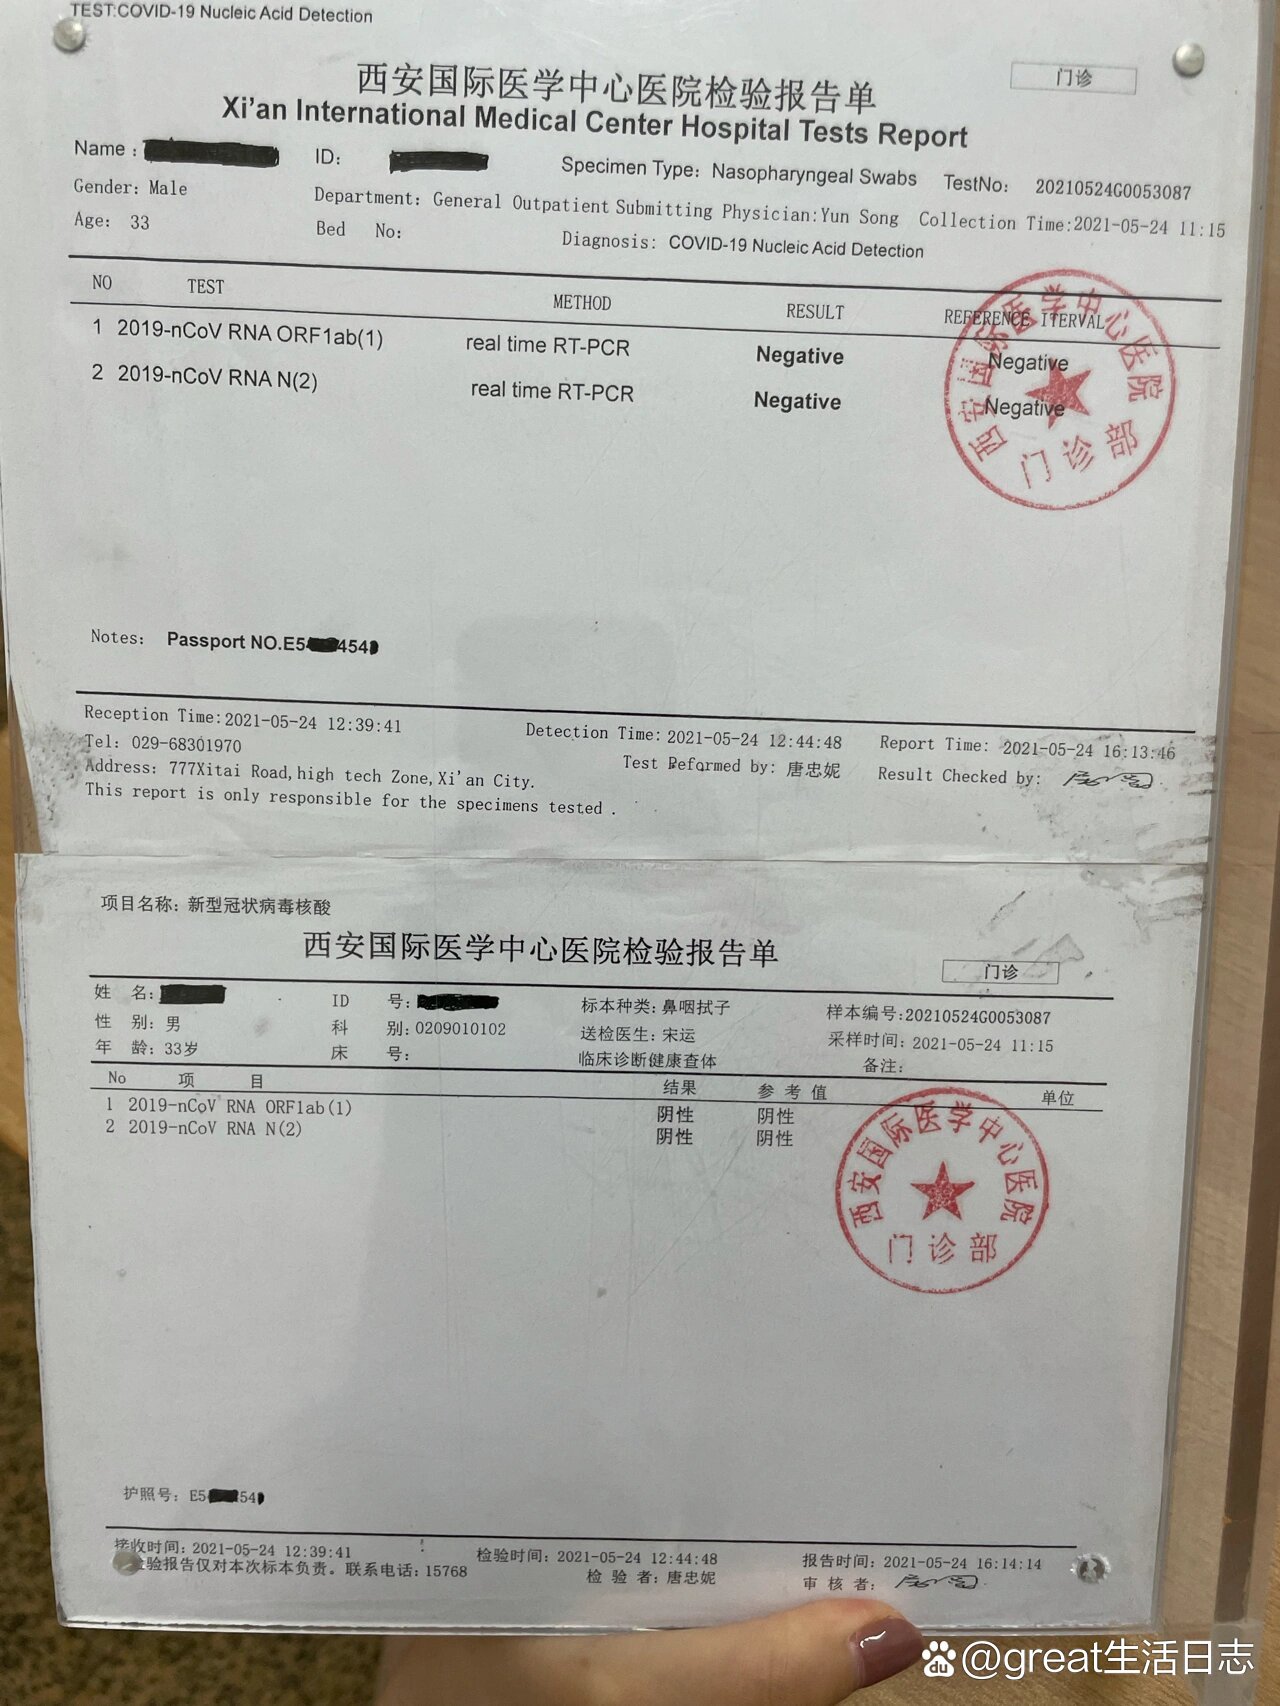 TEST:COVID-19 Nucleic Acid Detection
西安国际医学中心医院检验报告单
门诊
Xi'an International Medical Center Hospital Tests Report
Name: ID: Specimen Type: Nasopharyngeal Swabs TestNo: 20210524G0053087
Gender: Male Department: General Outpatient Submitting Physician:Yun Song Collection Time:2021-05-24 11:15
Age: 33 Bed No: Diagnosis: COVID-19 Nucleic Acid Detection
NO TEST METHOD RESULT REFERENCE ITERVAL
1 2019-nCoV RNA ORF1ab(1) real time RT-PCR Negative Negative
2 2019-nCoV RNA N(2) real time RT-PCR Negative Negative
西安国际医学中心医院
门诊部
Notes: Passport NO.E5 454
Reception Time:2021-05-24 12:39:41 Detection Time: 2021-05-24 12:44:48 Report Time: 2021-05-24 16:13:46
Tel: 029-68301970 Test Peformed by: 唐忠妮 Result Checked by:
Address: 777Xitai Road,high tech Zone,Xi'an City.
This report is only responsible for the specimens tested .
项目名称: 新型冠状病毒核酸
西安国际医学中心医院检验报告单
门诊
姓 名: ID 号: 标本种类: 鼻咽拭子 样本编号:20210524G0053087
性 别: 男 科 别: 0209010102 送检医生: 宋运 采样时间: 2021-05-24 11:15
年 龄: 33岁 床 号: 临床诊断健康查体 备注:
No 项 目 结果 参 考 值 单位
1 2019-nCoV RNA ORF1ab(1) 阴性 阴性
2 2019-nCoV RNA N(2) 阴性 阴性
西安国际医学中心医院
门诊部
护照号: E5 54
接收时间: 2021-05-24 12:39:41 检验时间: 2021-05-24 12:44:48 报告时间: 2021-05-24 16:14:14
检验报告仅对本次标本负责。联系电话: 15768 检 验 者: 唐忠妮 审 核 者:
du @great生活日志